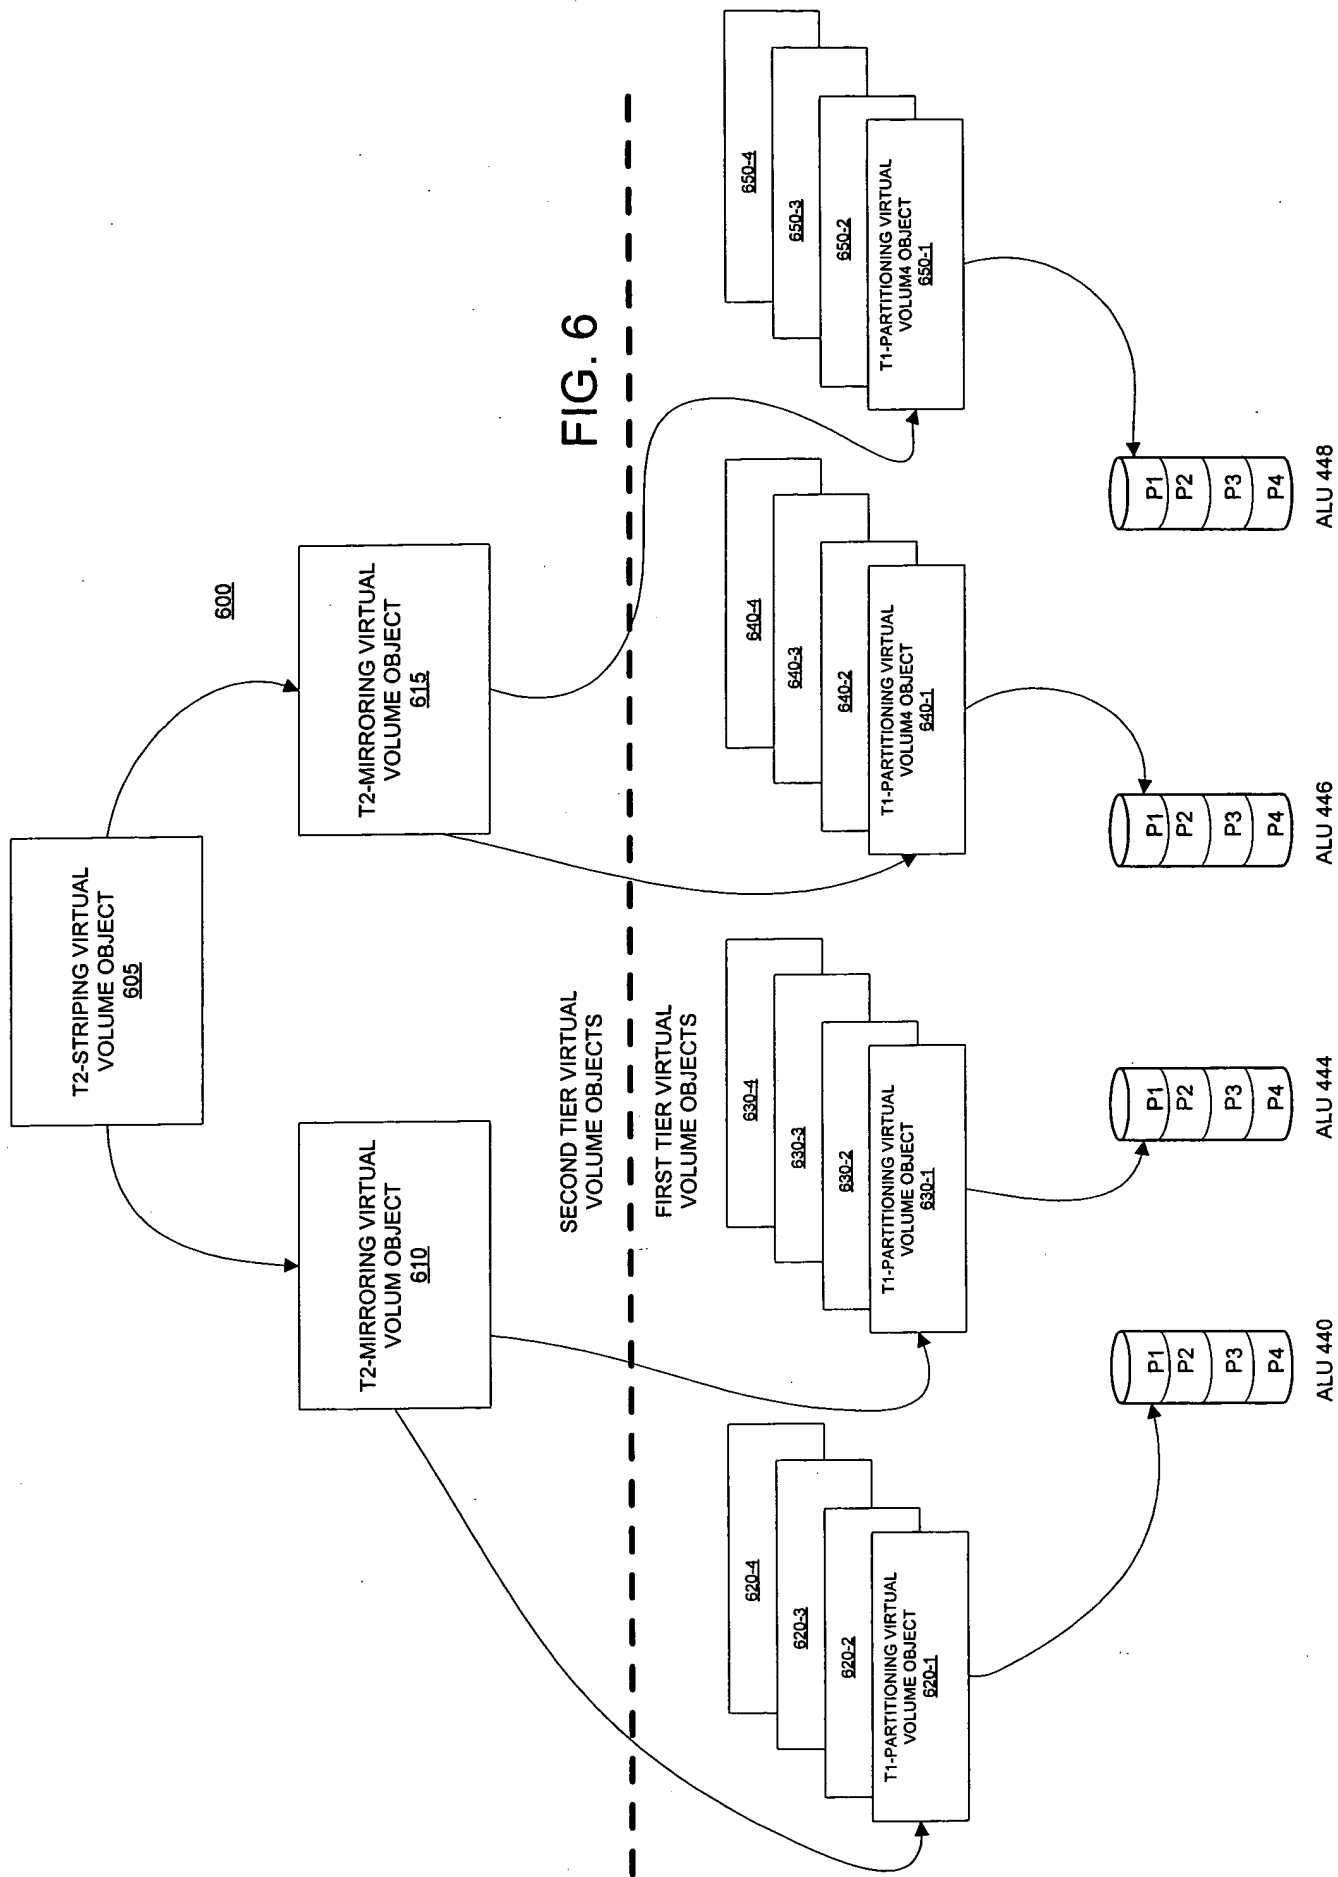 T2-STRIPING VIRTUAL
VOLUME OBJECT
605
600
T2-MIRRORING VIRTUAL
VOLUM OBJECT
610
T2-MIRRORING VIRTUAL
VOLUME OBJECT
615
SECOND TIER VIRTUAL
VOLUME OBJECTS
FIG. 6
FIRST TIER VIRTUAL
VOLUME OBJECTS
620-4
620-3
620-2
T1-PARTITIONING VIRTUAL
VOLUME OBJECT
620-1
630-4
630-3
630-2
T1-PARTITIONING VIRTUAL
VOLUME OBJECT
630-1
640-4
640-3
640-2
T1-PARTITIONING VIRTUAL
VOLUM4 OBJECT
640-1
650-4
650-3
650-2
T1-PARTITIONING VIRTUAL
VOLUM4 OBJECT
650-1
P1
P2
P3
P4
ALU 440
P1
P2
P3
P4
ALU 444
P1
P2
P3
P4
ALU 446
P1
P2
P3
P4
ALU 448